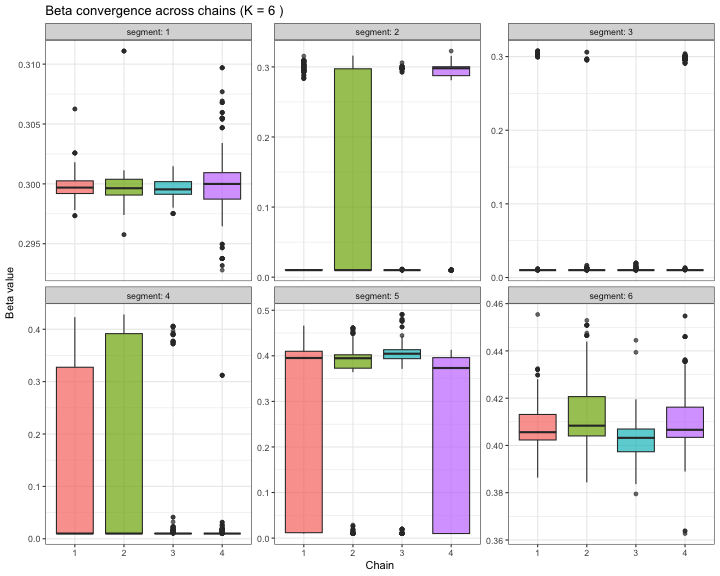 Beta convergence across chains (K = 6 )
segment: 1
segment: 2
segment: 3
0.310
0.305
0.300
0.295
0.3
0.2
0.1
0.0
0.3
0.2
0.1
0.0
Beta value
segment: 4
segment: 5
segment: 6
0.4
0.3
0.2
0.1
0.0
0.5
0.4
0.3
0.2
0.1
0.0
0.46
0.44
0.42
0.40
0.38
0.36
1 2 3 4
1 2 3 4
1 2 3 4
Chain